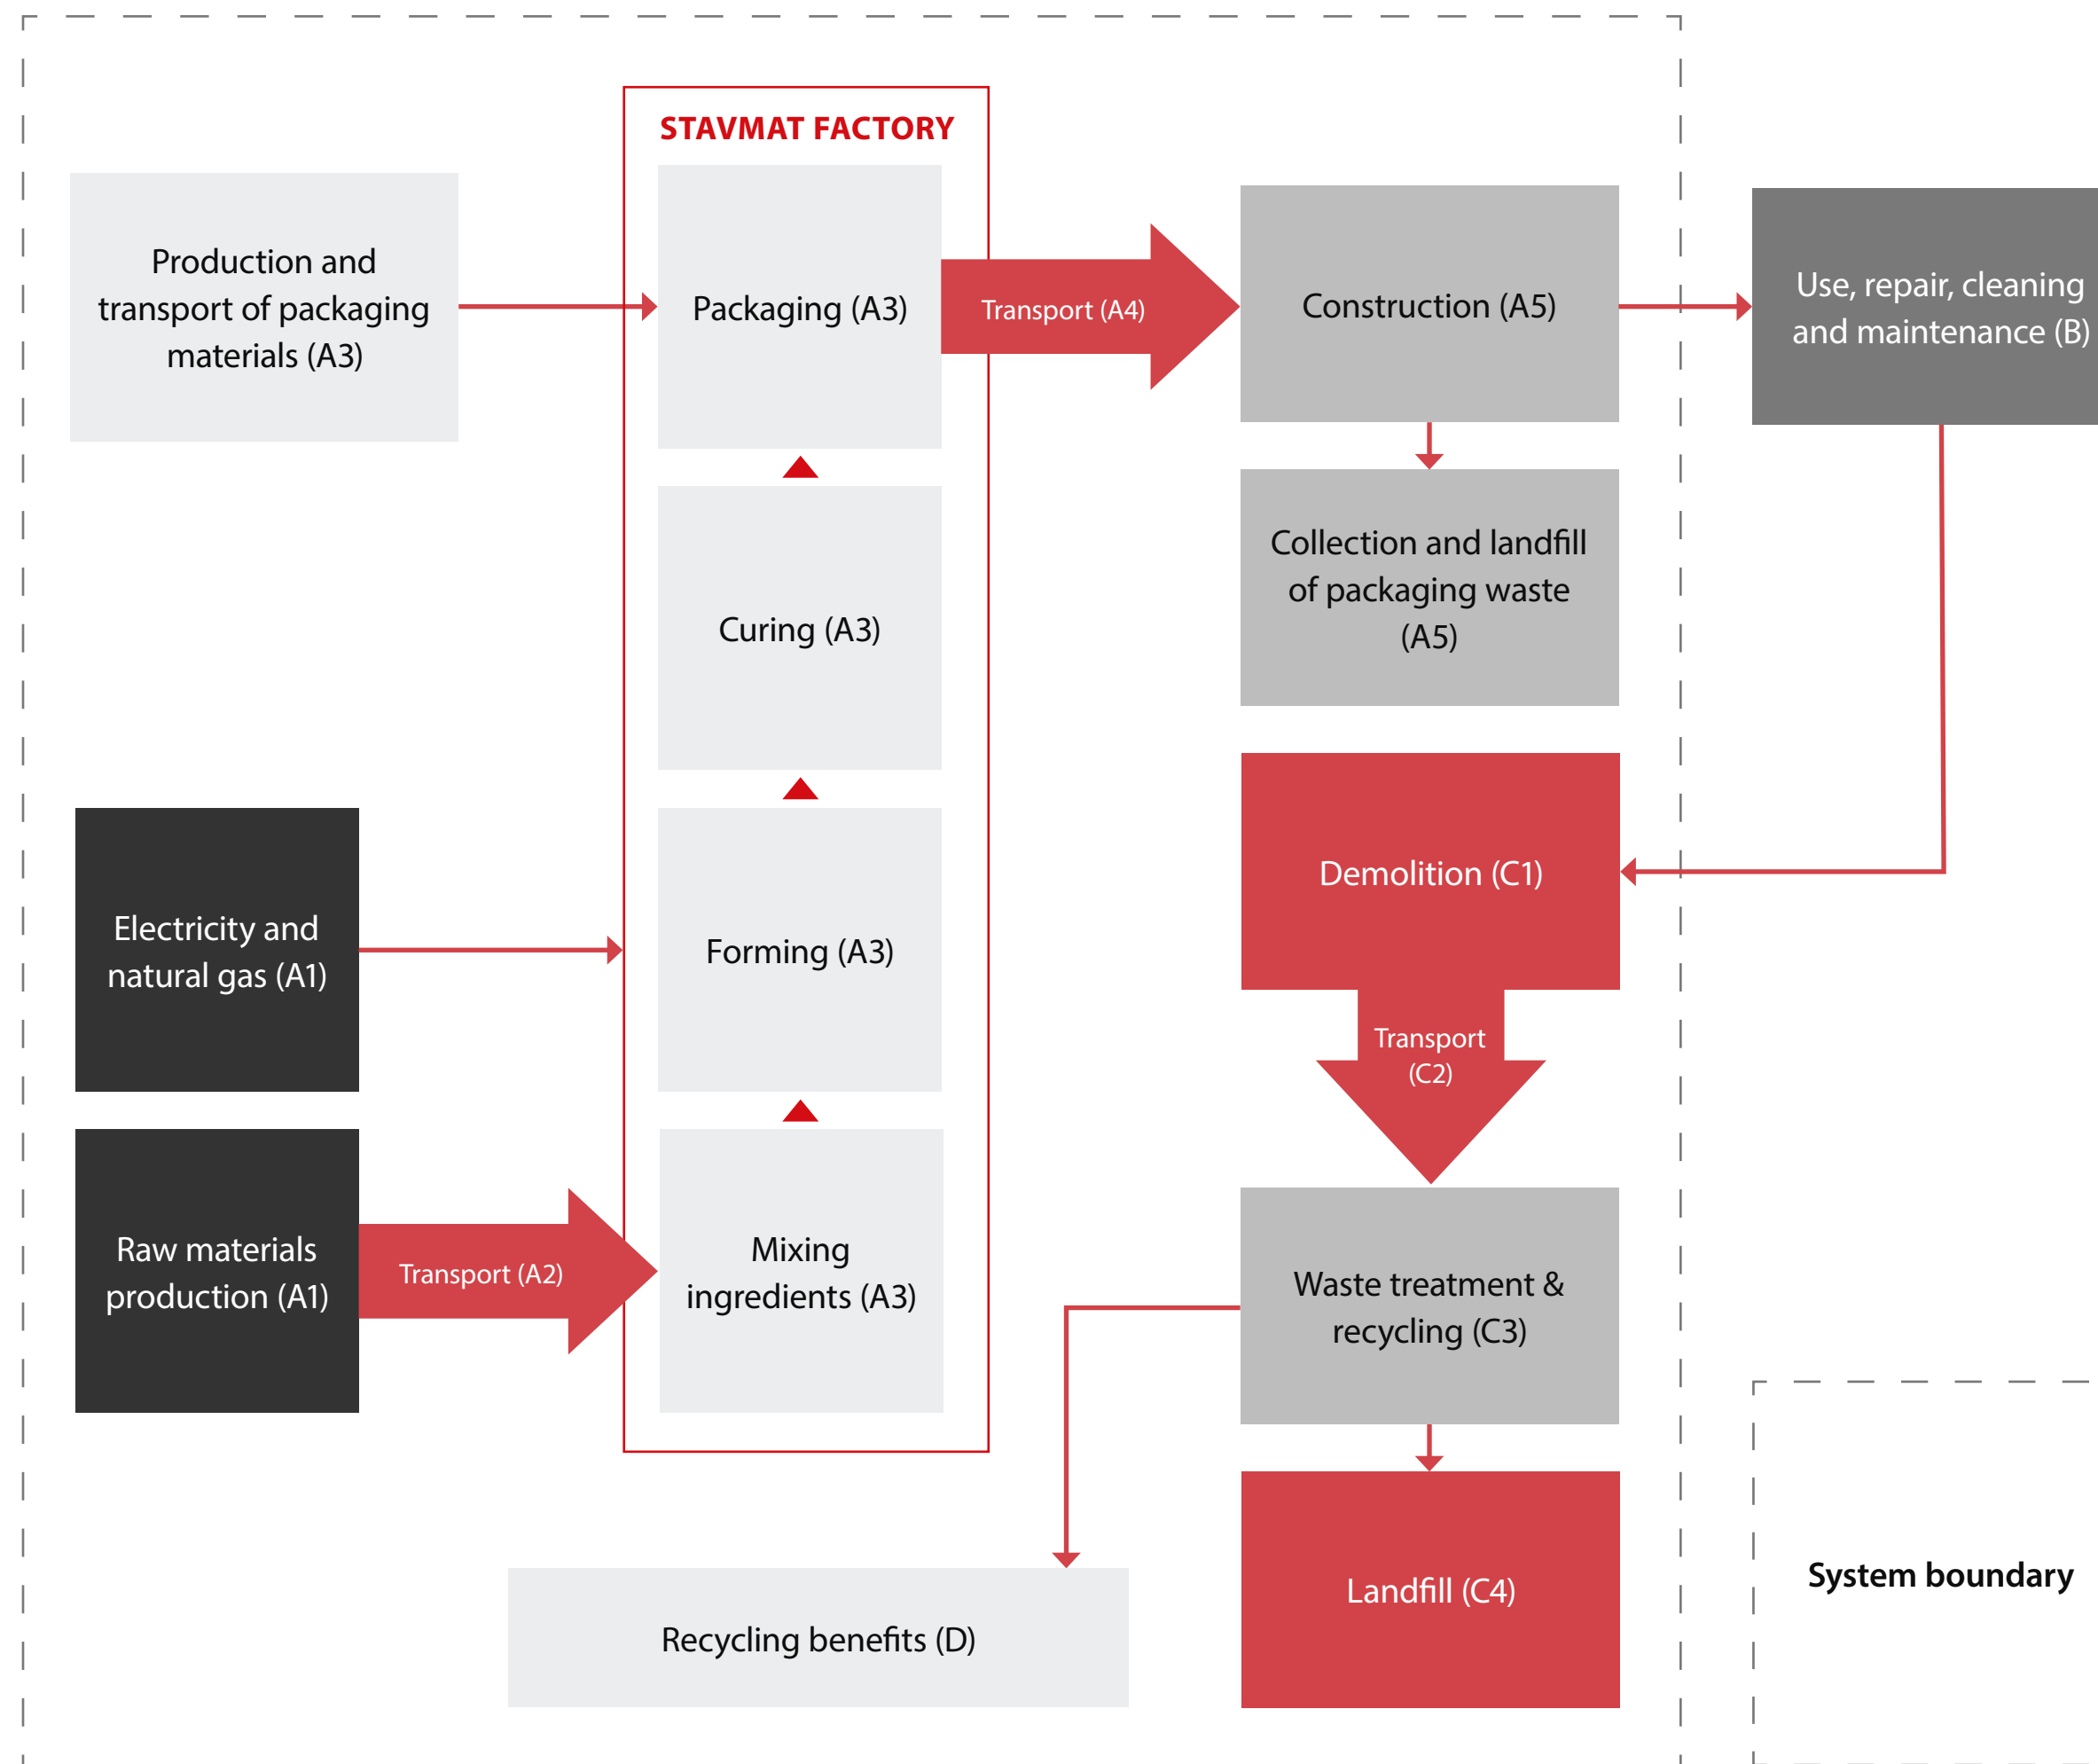 STAVMAT FACTORY
Production and
transport of packaging
materials (A3)
Packaging (A3)
Transport (A4)
Construction (A5)
Use, repair, cleaning
and maintenance (B)
Collection and landfill
of packaging waste
(A5)
Curing (A3)
Demolition (C1)
Electricity and
natural gas (A1)
Forming (A3)
Transport
(C2)
Raw materials
production (A1)
Transport (A2)
Mixing
ingredients (A3)
Waste treatment &
recycling (C3)
Landfill (C4)
System boundary
Recycling benefits (D)